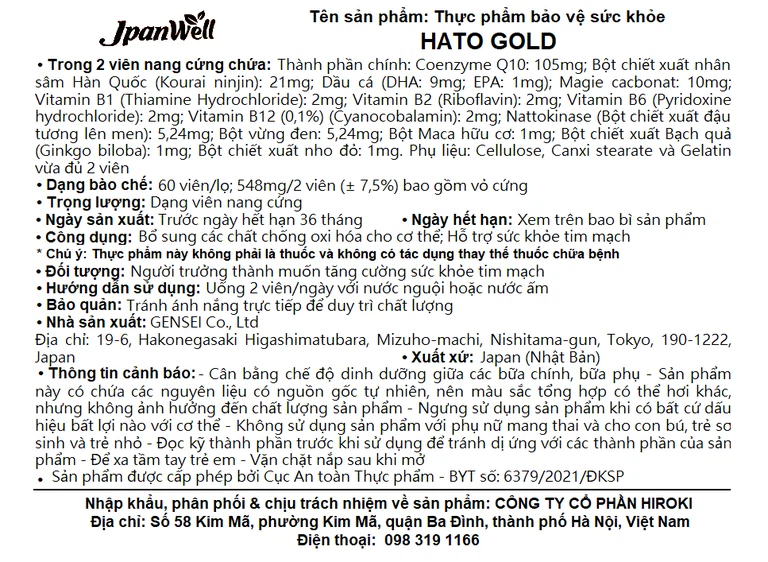 JpanWell
Tên sản phẩm: Thực phẩm bảo vệ sức khỏe
HATO GOLD
• Trong 2 viên nang cứng chứa: Thành phần chính: Coenzyme Q10: 105mg; Bột chiết xuất nhân
sâm Hàn Quốc (Kourai ninjin): 21mg; Dầu cá (DHA: 9mg; EPA: 1mg); Magie cacbonat: 10mg;
Vitamin B1 (Thiamine Hydrochloride): 2mg; Vitamin B2 (Riboflavin): 2mg; Vitamin B6 (Pyridoxine
hydrochloride): 2mg; Vitamin B12 (0,1%) (Cyanocobalamin): 2mg; Nattokinase (Bột chiết xuất đậu
tương lên men): 5,24mg; Bột vừng đen: 5,24mg; Bột Maca hữu cơ: 1mg; Bột chiết xuất Bạch quả
(Ginkgo biloba): 1mg; Bột chiết xuất nho đỏ: 1mg. Phụ liệu: Cellulose, Canxi stearate và Gelatin
vừa đủ 2 viên
• Dạng bào chế: 60 viên/lọ; 548mg/2 viên (± 7,5%) bao gồm vỏ cứng
• Trọng lượng: Dạng viên nang cứng
• Ngày sản xuất: Trước ngày hết hạn 36 tháng • Ngày hết hạn: Xem trên bao bì sản phẩm
• Công dụng: Bổ sung các chất chống oxi hóa cho cơ thể; Hỗ trợ sức khỏe tim mạch
* Chú ý: Thực phẩm này không phải là thuốc và không có tác dụng thay thế thuốc chữa bệnh
• Đối tượng: Người trưởng thành muốn tăng cường sức khỏe tim mạch
• Hướng dẫn sử dụng: Uống 2 viên/ngày với nước nguội hoặc nước ấm
• Bảo quản: Tránh ánh nắng trực tiếp để duy trì chất lượng
• Nhà sản xuất: GENSEI Co., Ltd
Địa chỉ: 19-6, Hakonegasaki Higashimatubara, Mizuho-machi, Nishitama-gun, Tokyo, 190-1222,
Japan • Xuất xứ: Japan (Nhật Bản)
• Thông tin cảnh báo: - Cân bằng chế độ dinh dưỡng giữa các bữa chính, bữa phụ - Sản phẩm
này có chứa các nguyên liệu có nguồn gốc tự nhiên, nên màu sắc tổng hợp có thể hơi khác,
nhưng không ảnh hưởng đến chất lượng sản phẩm - Ngưng sử dụng sản phẩm khi có bất cứ dấu
hiệu bất lợi nào với cơ thể - Không sử dụng sản phẩm với phụ nữ mang thai và cho con bú, trẻ sơ
sinh và trẻ nhỏ - Đọc kỹ thành phần trước khi sử dụng để tránh dị ứng với các thành phần của sản
phẩm - Để xa tầm tay trẻ em - Vặn chặt nắp sau khi mở
• Sản phẩm được cấp phép bởi Cục An toàn Thực phẩm - BYT số: 6379/2021/ĐKSP
Nhập khẩu, phân phối & chịu trách nhiệm về sản phẩm: CÔNG TY CỔ PHẦN HIROKI
Địa chỉ: Số 58 Kim Mã, phường Kim Mã, quận Ba Đình, thành phố Hà Nội, Việt Nam
Điện thoại: 098 319 1166